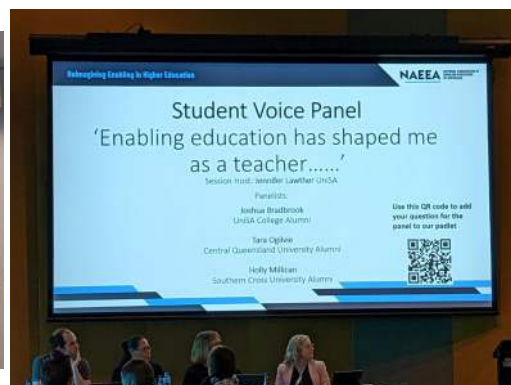 Reimagining Enabling in Higher Education
NAEEA
Student Voice Panel
‘Enabling education has shaped me
as a teacher……’
Session Host: Jennifer Lawther UniSA
Panelists:
Joshua Bradbrook
UniSA College Alumni
Tara Ogilvie
Central Queensland University Alumni
Holly Millican
Southern Cross University Alumni
Use this QR code to add
your question for the
panel to our padlet